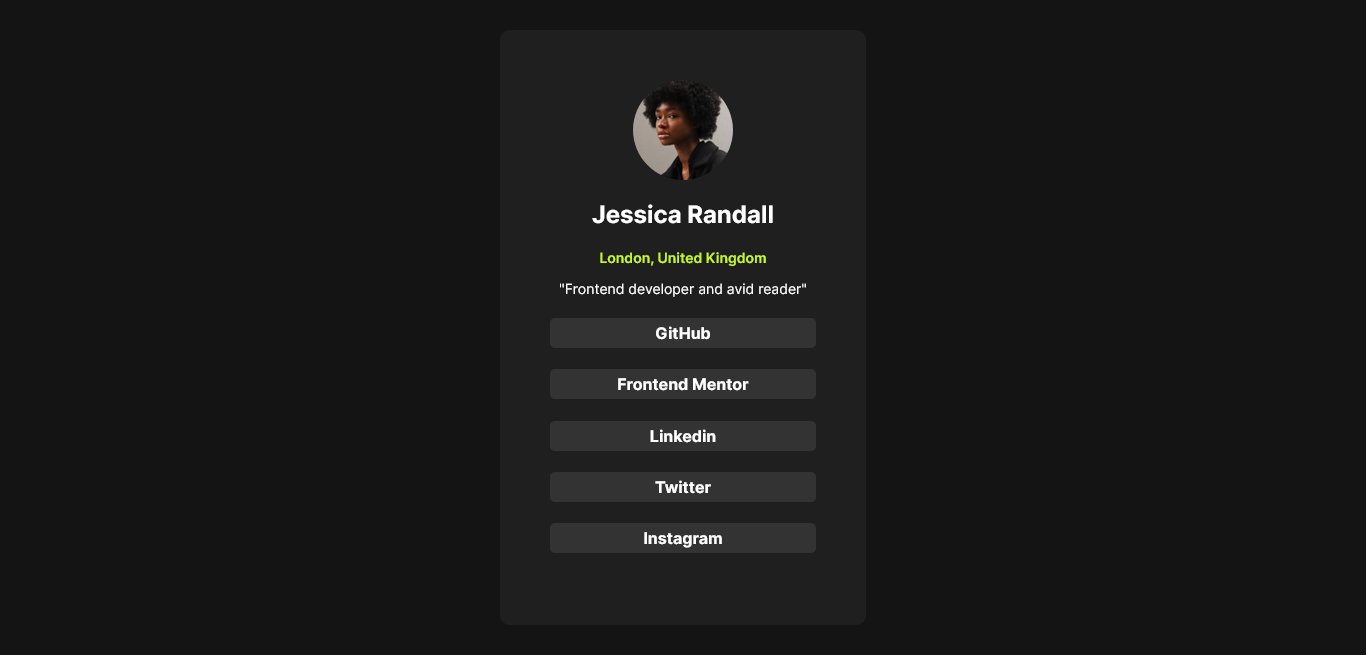 Jessica Randall
London, United Kingdom
"Frontend developer and avid reader"
GitHub
Frontend Mentor
Linkedin
Twitter
Instagram